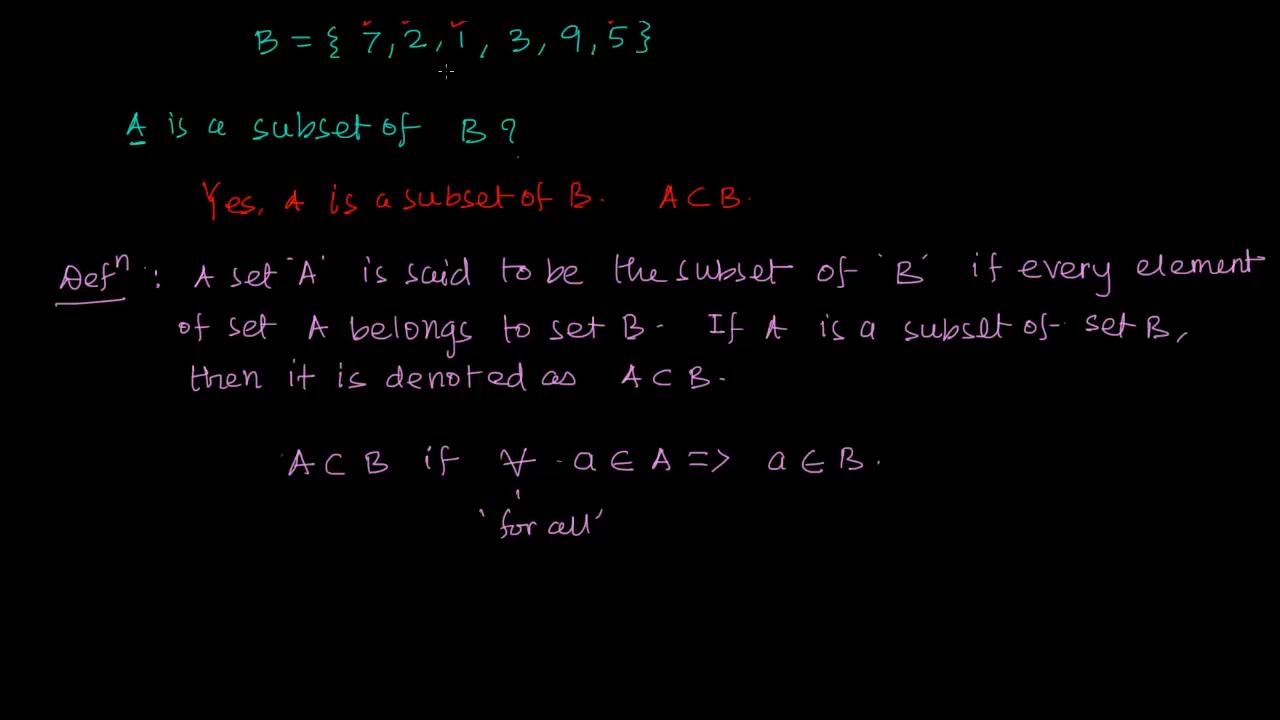 B = { 7, 2, 1, 3, 9, 5 }
A is a subset of B ?
Yes, A is a subset of B. A ⊂ B.
Defⁿ : A set 'A' is said to be the subset of 'B' if every element
of set A belongs to set B. If A is a subset of set B,
then it is denoted as A ⊂ B.
A ⊂ B if ∀ a ∈ A => a ∈ B.
'for all'